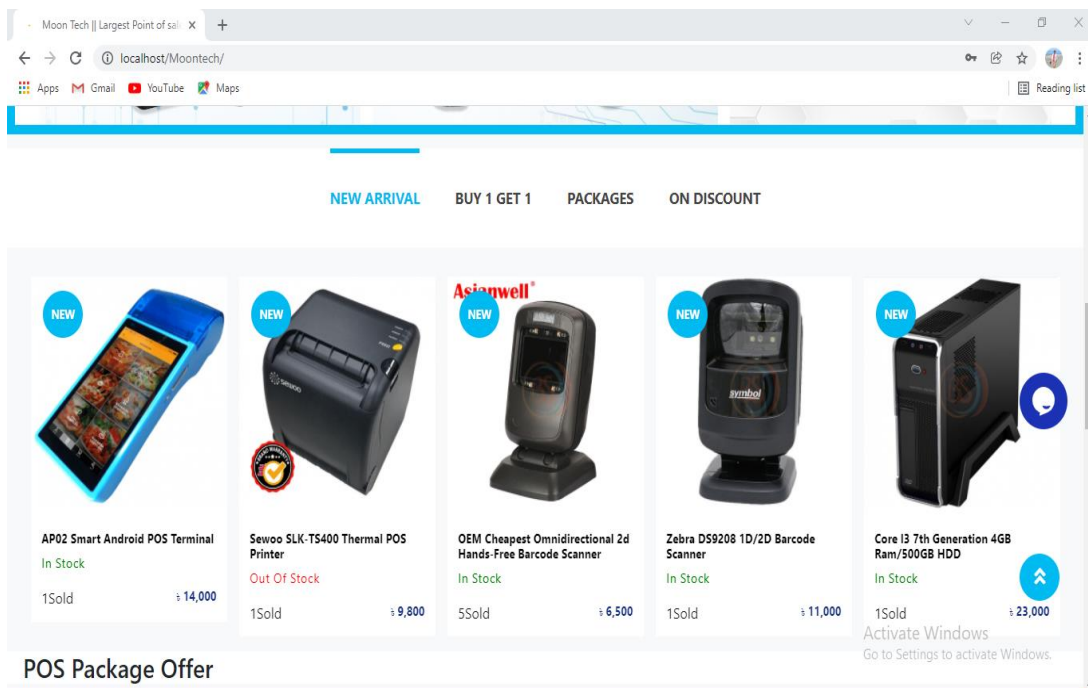 Moon Tech || Largest Point of sal
localhost/Moontech/
Apps Gmail YouTube Maps
Reading list
NEW ARRIVAL BUY 1 GET 1 PACKAGES ON DISCOUNT
NEW
AP02 Smart Android POS Terminal
In Stock
1Sold ৳ 14,000
NEW
SEWOO
Sewoo SLK-TS400 Thermal POS
Printer
Out Of Stock
1Sold ৳ 9,800
Asianwell®
NEW
OEM Cheapest Omnidirectional 2d
Hands-Free Barcode Scanner
In Stock
5Sold ৳ 6,500
NEW
symbol
Zebra DS9208 1D/2D Barcode
Scanner
In Stock
1Sold ৳ 11,000
NEW
Core I3 7th Generation 4GB
Ram/500GB HDD
In Stock
1Sold ৳ 23,000
Activate Windows
Go to Settings to activate Windows.
POS Package Offer